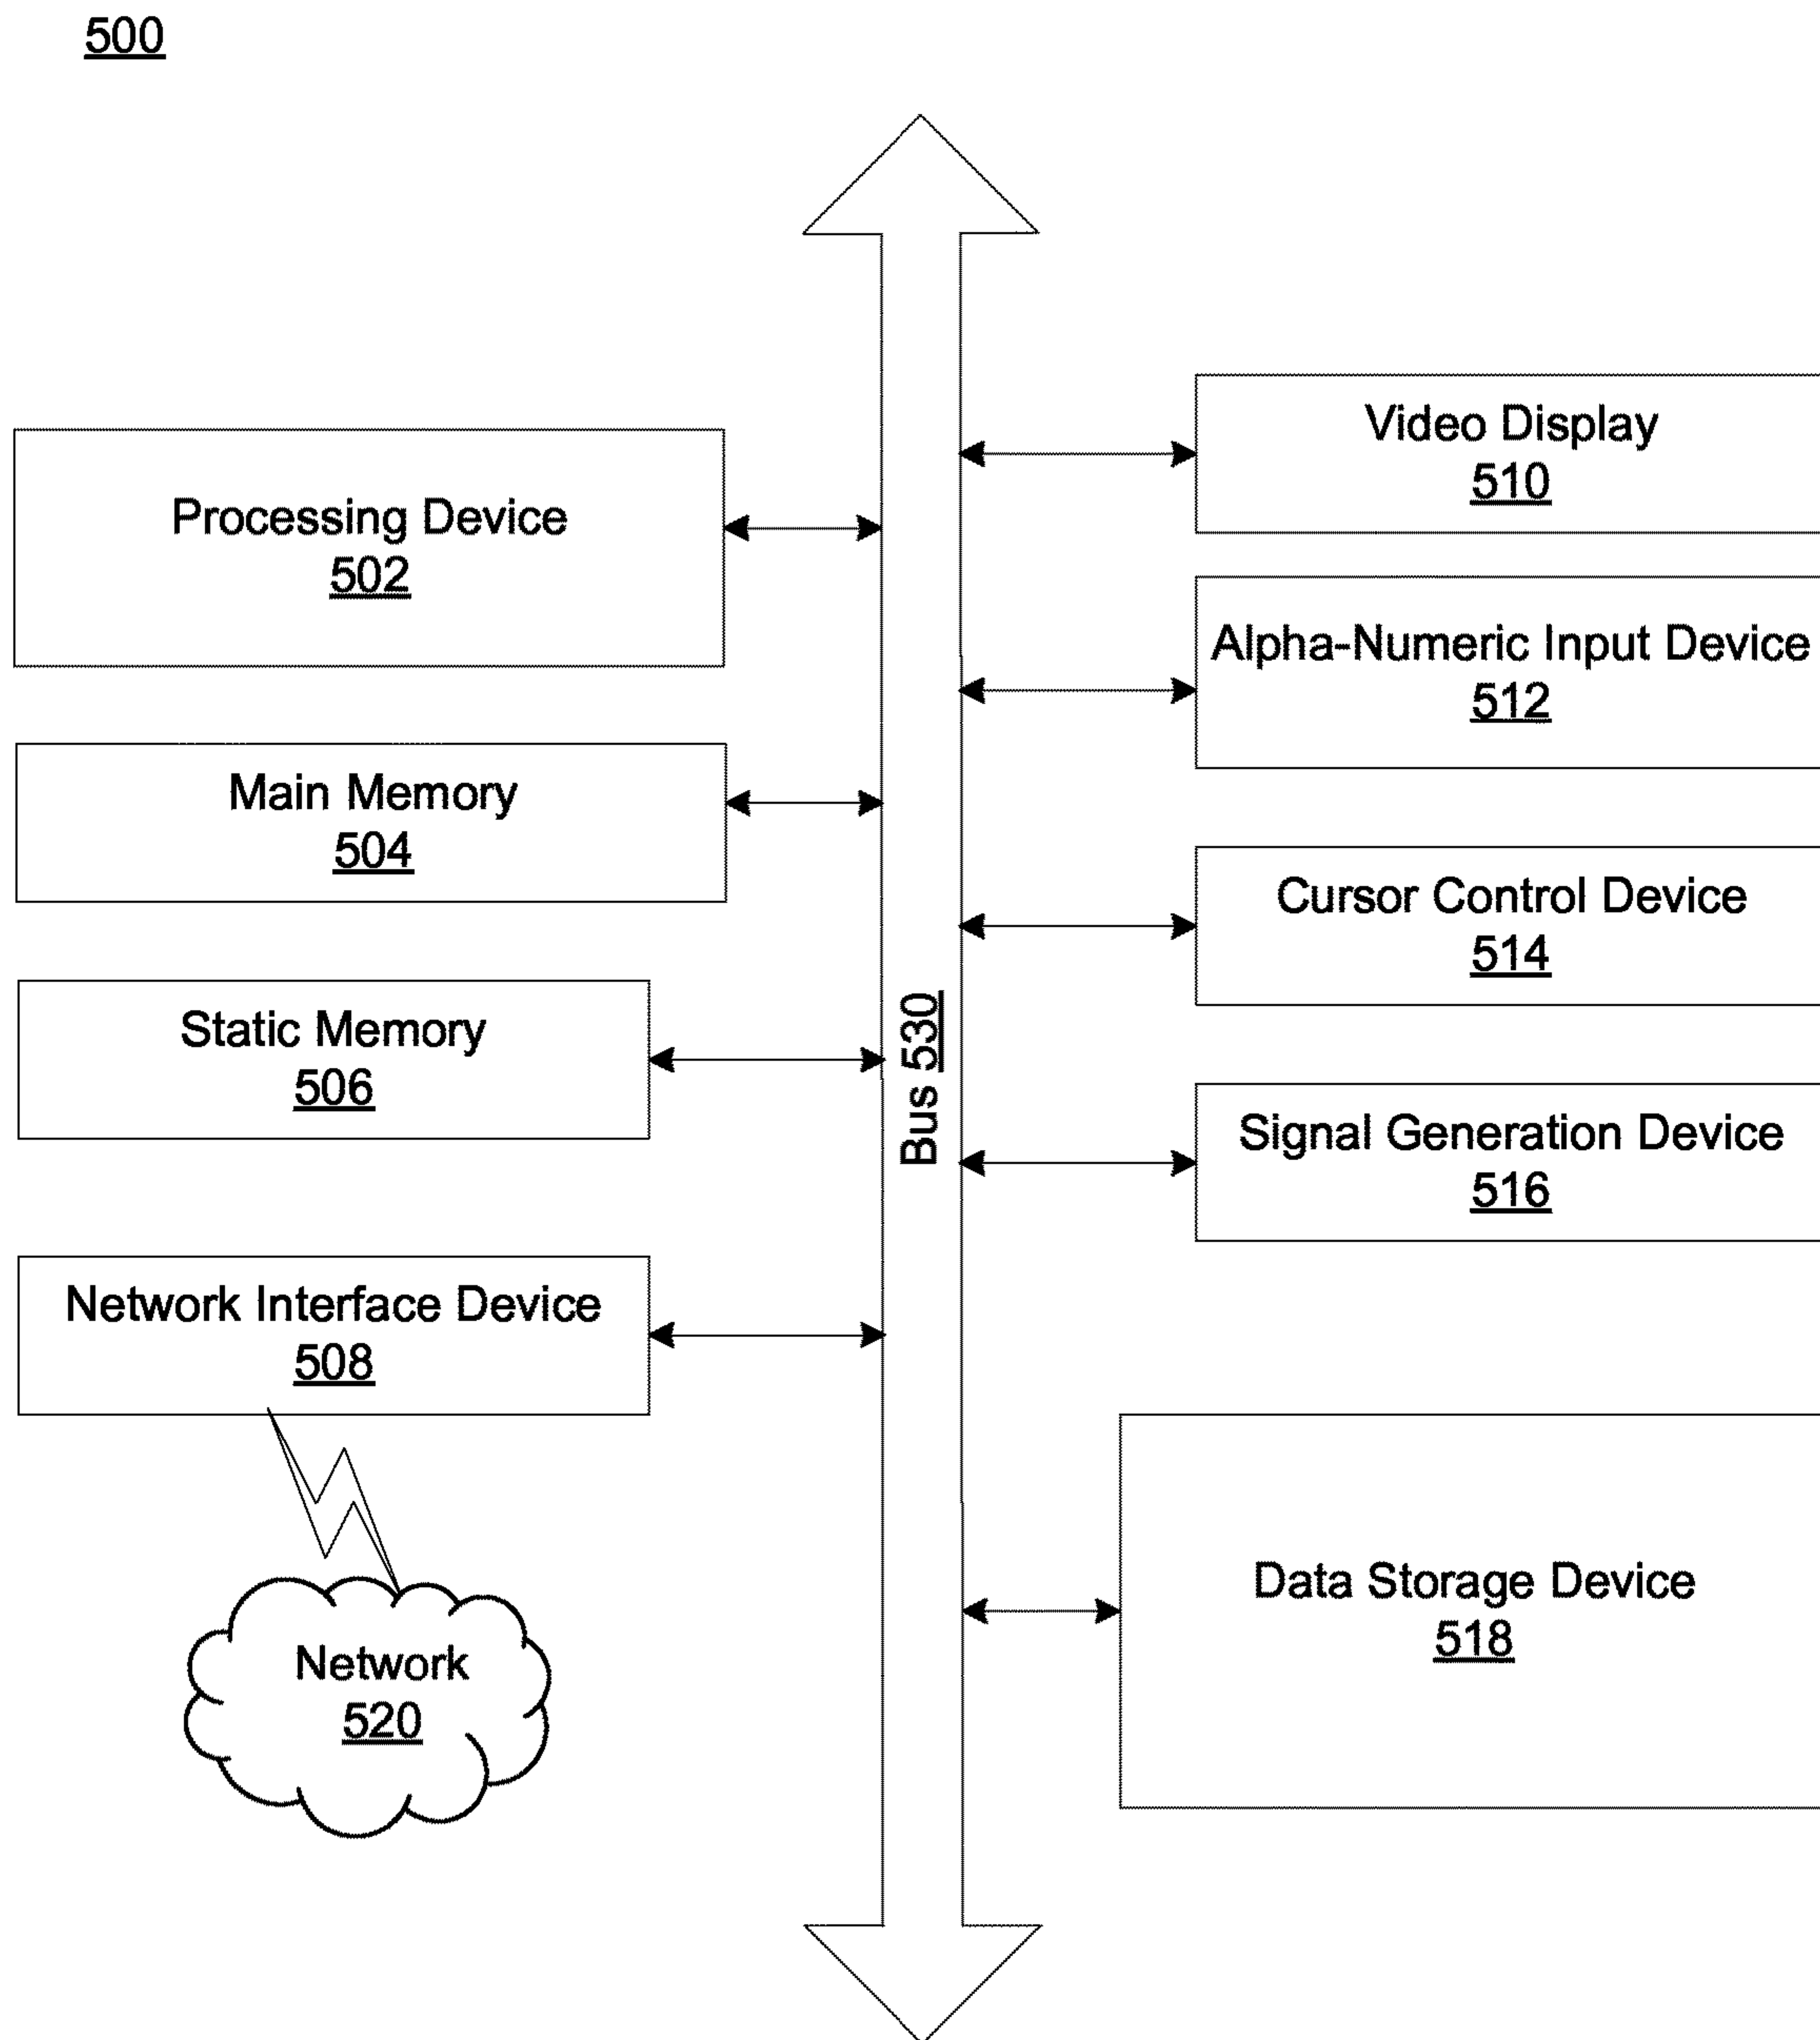 500
Processing Device
502
Main Memory
504
Static Memory
506
Network Interface Device
508
Network
520
Bus 530
Video Display
510
Alpha-Numeric Input Device
512
Cursor Control Device
514
Signal Generation Device
516
Data Storage Device
518